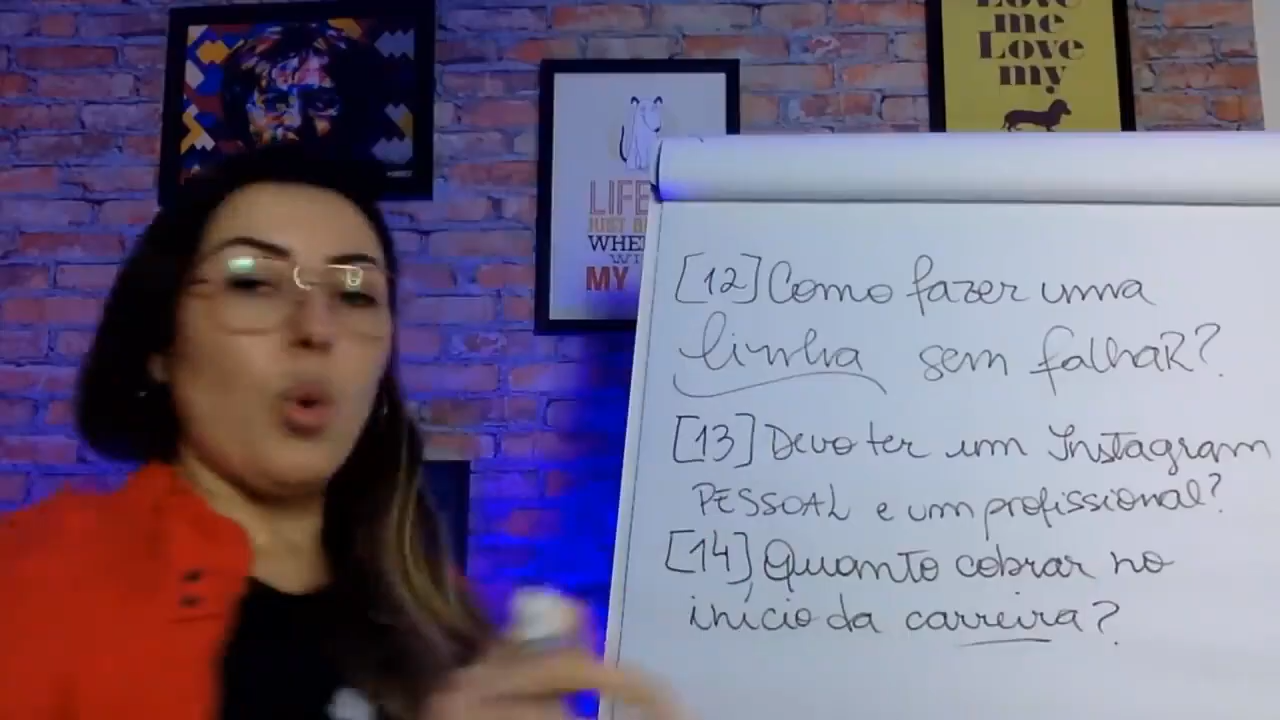 Love
me
Love
my
LIFE
JUST
WHE
MY
[12] Como fazer uma
linha sem falhaR?
[13] Devo ter um Instagram
PESSOAL e um profissional?
[14] Quanto cobrar no
início da carreira?